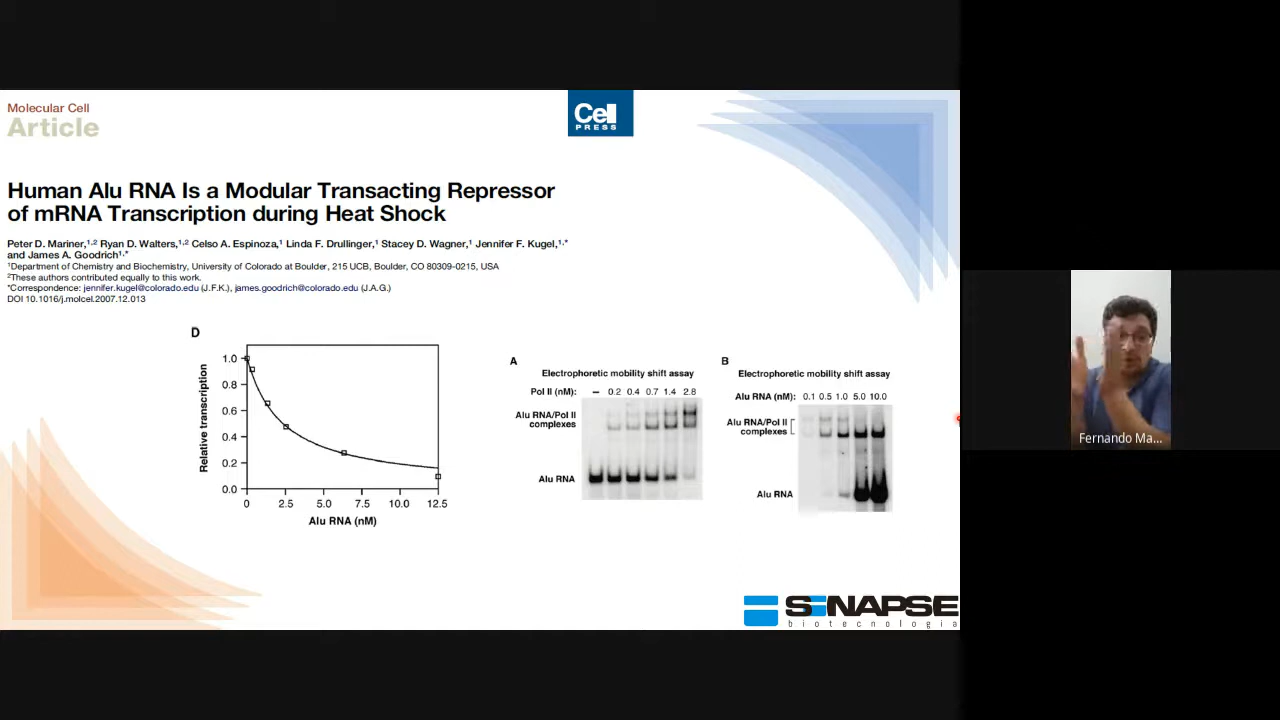 Molecular Cell
Article
Cell
PRESS
Human Alu RNA Is a Modular Transacting Repressor
of mRNA Transcription during Heat Shock
Peter D. Mariner,1,2 Ryan D. Walters,1,2 Celso A. Espinoza,1 Linda F. Drullinger,1 Stacey D. Wagner,1 Jennifer F. Kugel,1,*
and James A. Goodrich1,*
1Department of Chemistry and Biochemistry, University of Colorado at Boulder, 215 UCB, Boulder, CO 80309-0215, USA
2These authors contributed equally to this work.
*Correspondence: jennifer.kugel@colorado.edu (J.F.K.), james.goodrich@colorado.edu (J.A.G.)
DOI 10.1016/j.molcel.2007.12.013
D
Relative transcription
1.0
0.8
0.6
0.4
0.2
0.0
0 2.5 5.0 7.5 10.0 12.5
Alu RNA (nM)
A
Electrophoretic mobility shift assay
Pol II (nM): – 0.2 0.4 0.7 1.4 2.8
Alu RNA/Pol II
complexes
Alu RNA
B
Electrophoretic mobility shift assay
Alu RNA (nM): 0.1 0.5 1.0 5.0 10.0
Alu RNA/Pol II
complexes
Alu RNA
Fernando Ma...
SINAPSE
biotecnologia